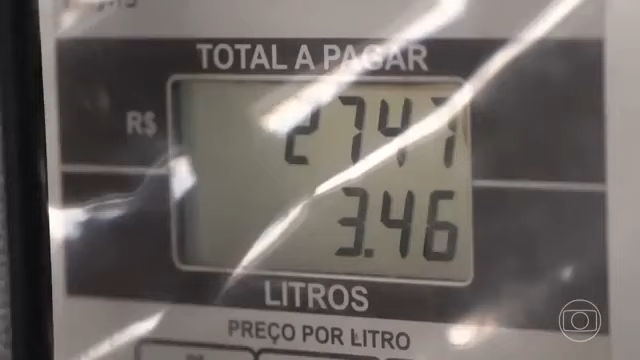 TOTAL A PAGAR
R$ 2747
3.46
LITROS
PREÇO POR LITRO